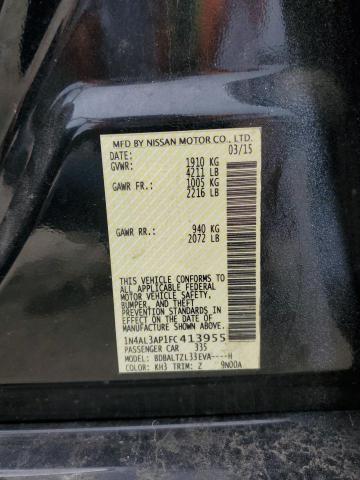 MFD BY NISSAN MOTOR CO., LTD.
DATE: 03/15
GVWR: 1910 KG
4211 LB
GAWR FR.: 1005 KG
2216 LB
GAWR RR.: 940 KG
2072 LB
THIS VEHICLE CONFORMS TO
ALL APPLICABLE FEDERAL
MOTOR VEHICLE SAFETY,
BUMPER, AND THEFT
PREVENTION STANDARDS
IN EFFECT ON THE DATE OF
MANUFACTURE SHOWN ABOVE.
1N4AL3AP1FC413955
PASSENGER CAR 335
MODEL: BDBALTZL33EVA----H
COLOR: KH3 TRIM: Z 9N00A